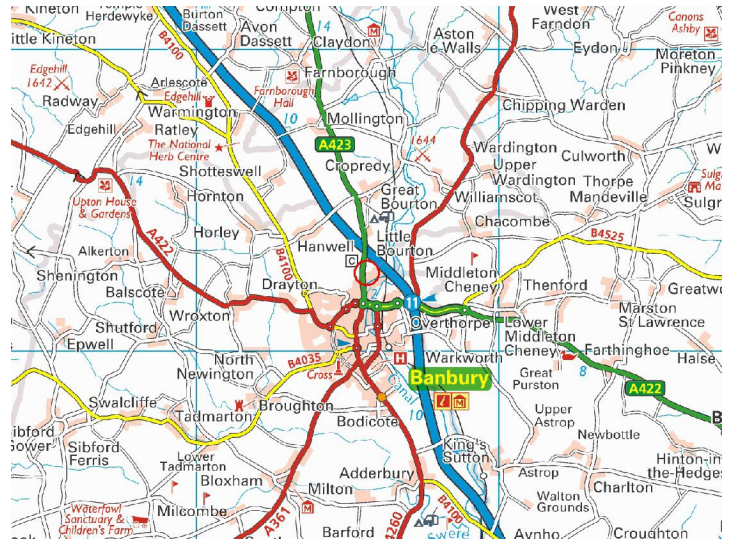 Kineton
Temple
Herdewyke
Burton
Dassett
Avon
Dassett
Compton
Claydon
Aston
le Walls
West
Farndon
Canons
Ashby
Little Kineton
B4100
Eydon
Moreton
Pinkney
Edgehill
1642
Arlescote
Farnborough
Farnborough
Hall
Radway
Edgehill
Warmington
10
Chipping Warden
Ratley
Mollington
Edgehill
The National
Herb Centre
A423
1644
Wardington
Culworth
Shotteswell
Cropredy
Upper
Wardington
Thorpe
Mandeville
14
Upton House
& Gardens
Hornton
Great
Bourton
Williamscot
Chacombe
A422
Horley
Hanwell
Little
Bourton
B4525
Alkerton
B4100
C
Middleton
Cheney
Shenington
Drayton
Thenford
Balscote
2
11
Marston
St Lawrence
Wroxton
Overthorpe
Lower
Middleton
Cheney
Shutford
Epwell
North
Newington
B4035
Cross
H
Warkworth
Farthinghoe
Halse
8
Banbury
Great
Purston
A422
Swalcliffe
Tadmarton
Broughton
Canal
10
i
M
Upper
Astrop
Bodicote
Newbottle
Sibford
Gower
Sibford
Ferris
King's
Sutton
Lower
Tadmarton
Adderbury
Astrop
Hinton-in
the-Hedges
Bloxham
Milton
Walton
Grounds
Charlton
Waterfowl
Sanctuary &
Children's Farm
Milcombe
A361
Barford
A4260
B4100
Swere
Aynho
Croughton